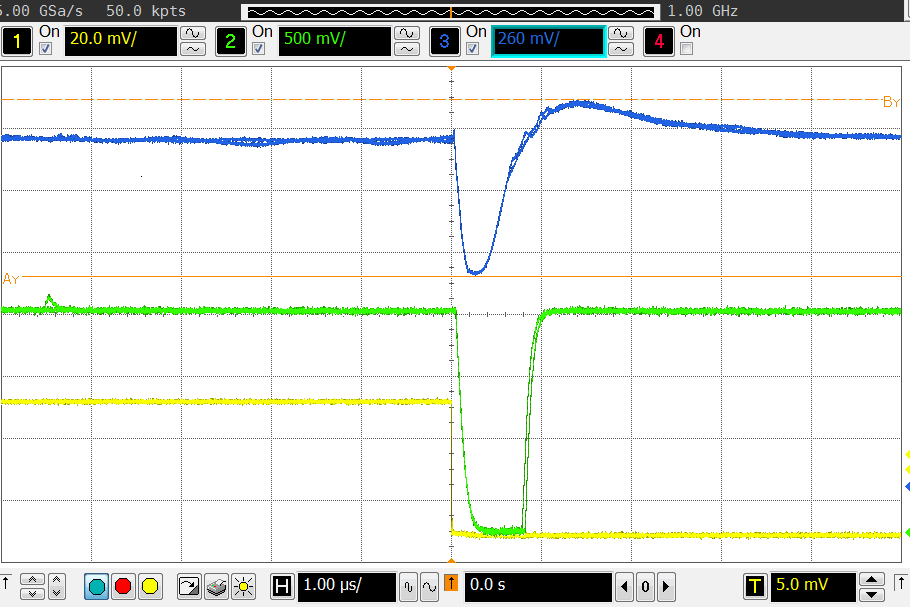 5.00 GSa/s 50.0 kpts 1.00 GHz
1 On 20.0 mV/ 2 On 500 mV/ 3 On 260 mV/ 4 On
BY
AY
H 1.00 µs/ 0.0 s 0 T 5.0 mV